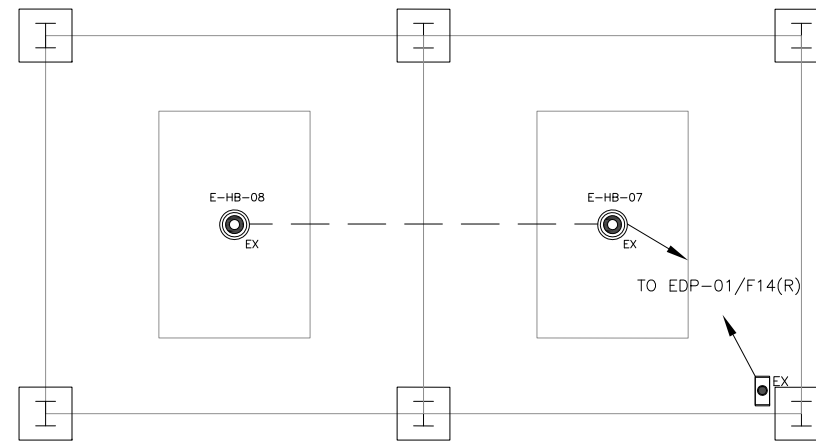 E-HB-08
E-HB-07
EX
EX
TO EDP-01/F14(R)
EX